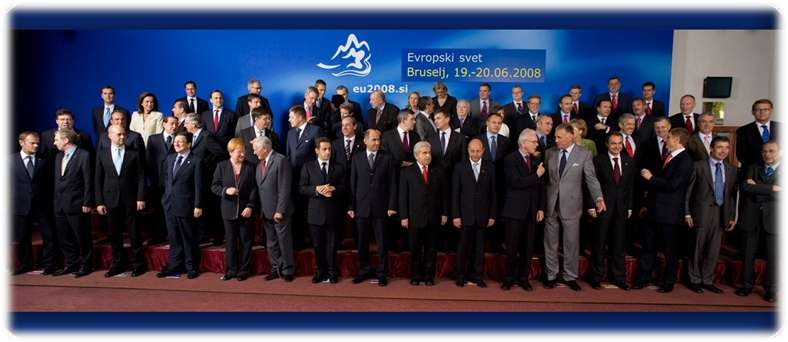 Evropski svet
Bruselj, 19.-20.06.2008
eu2008.si